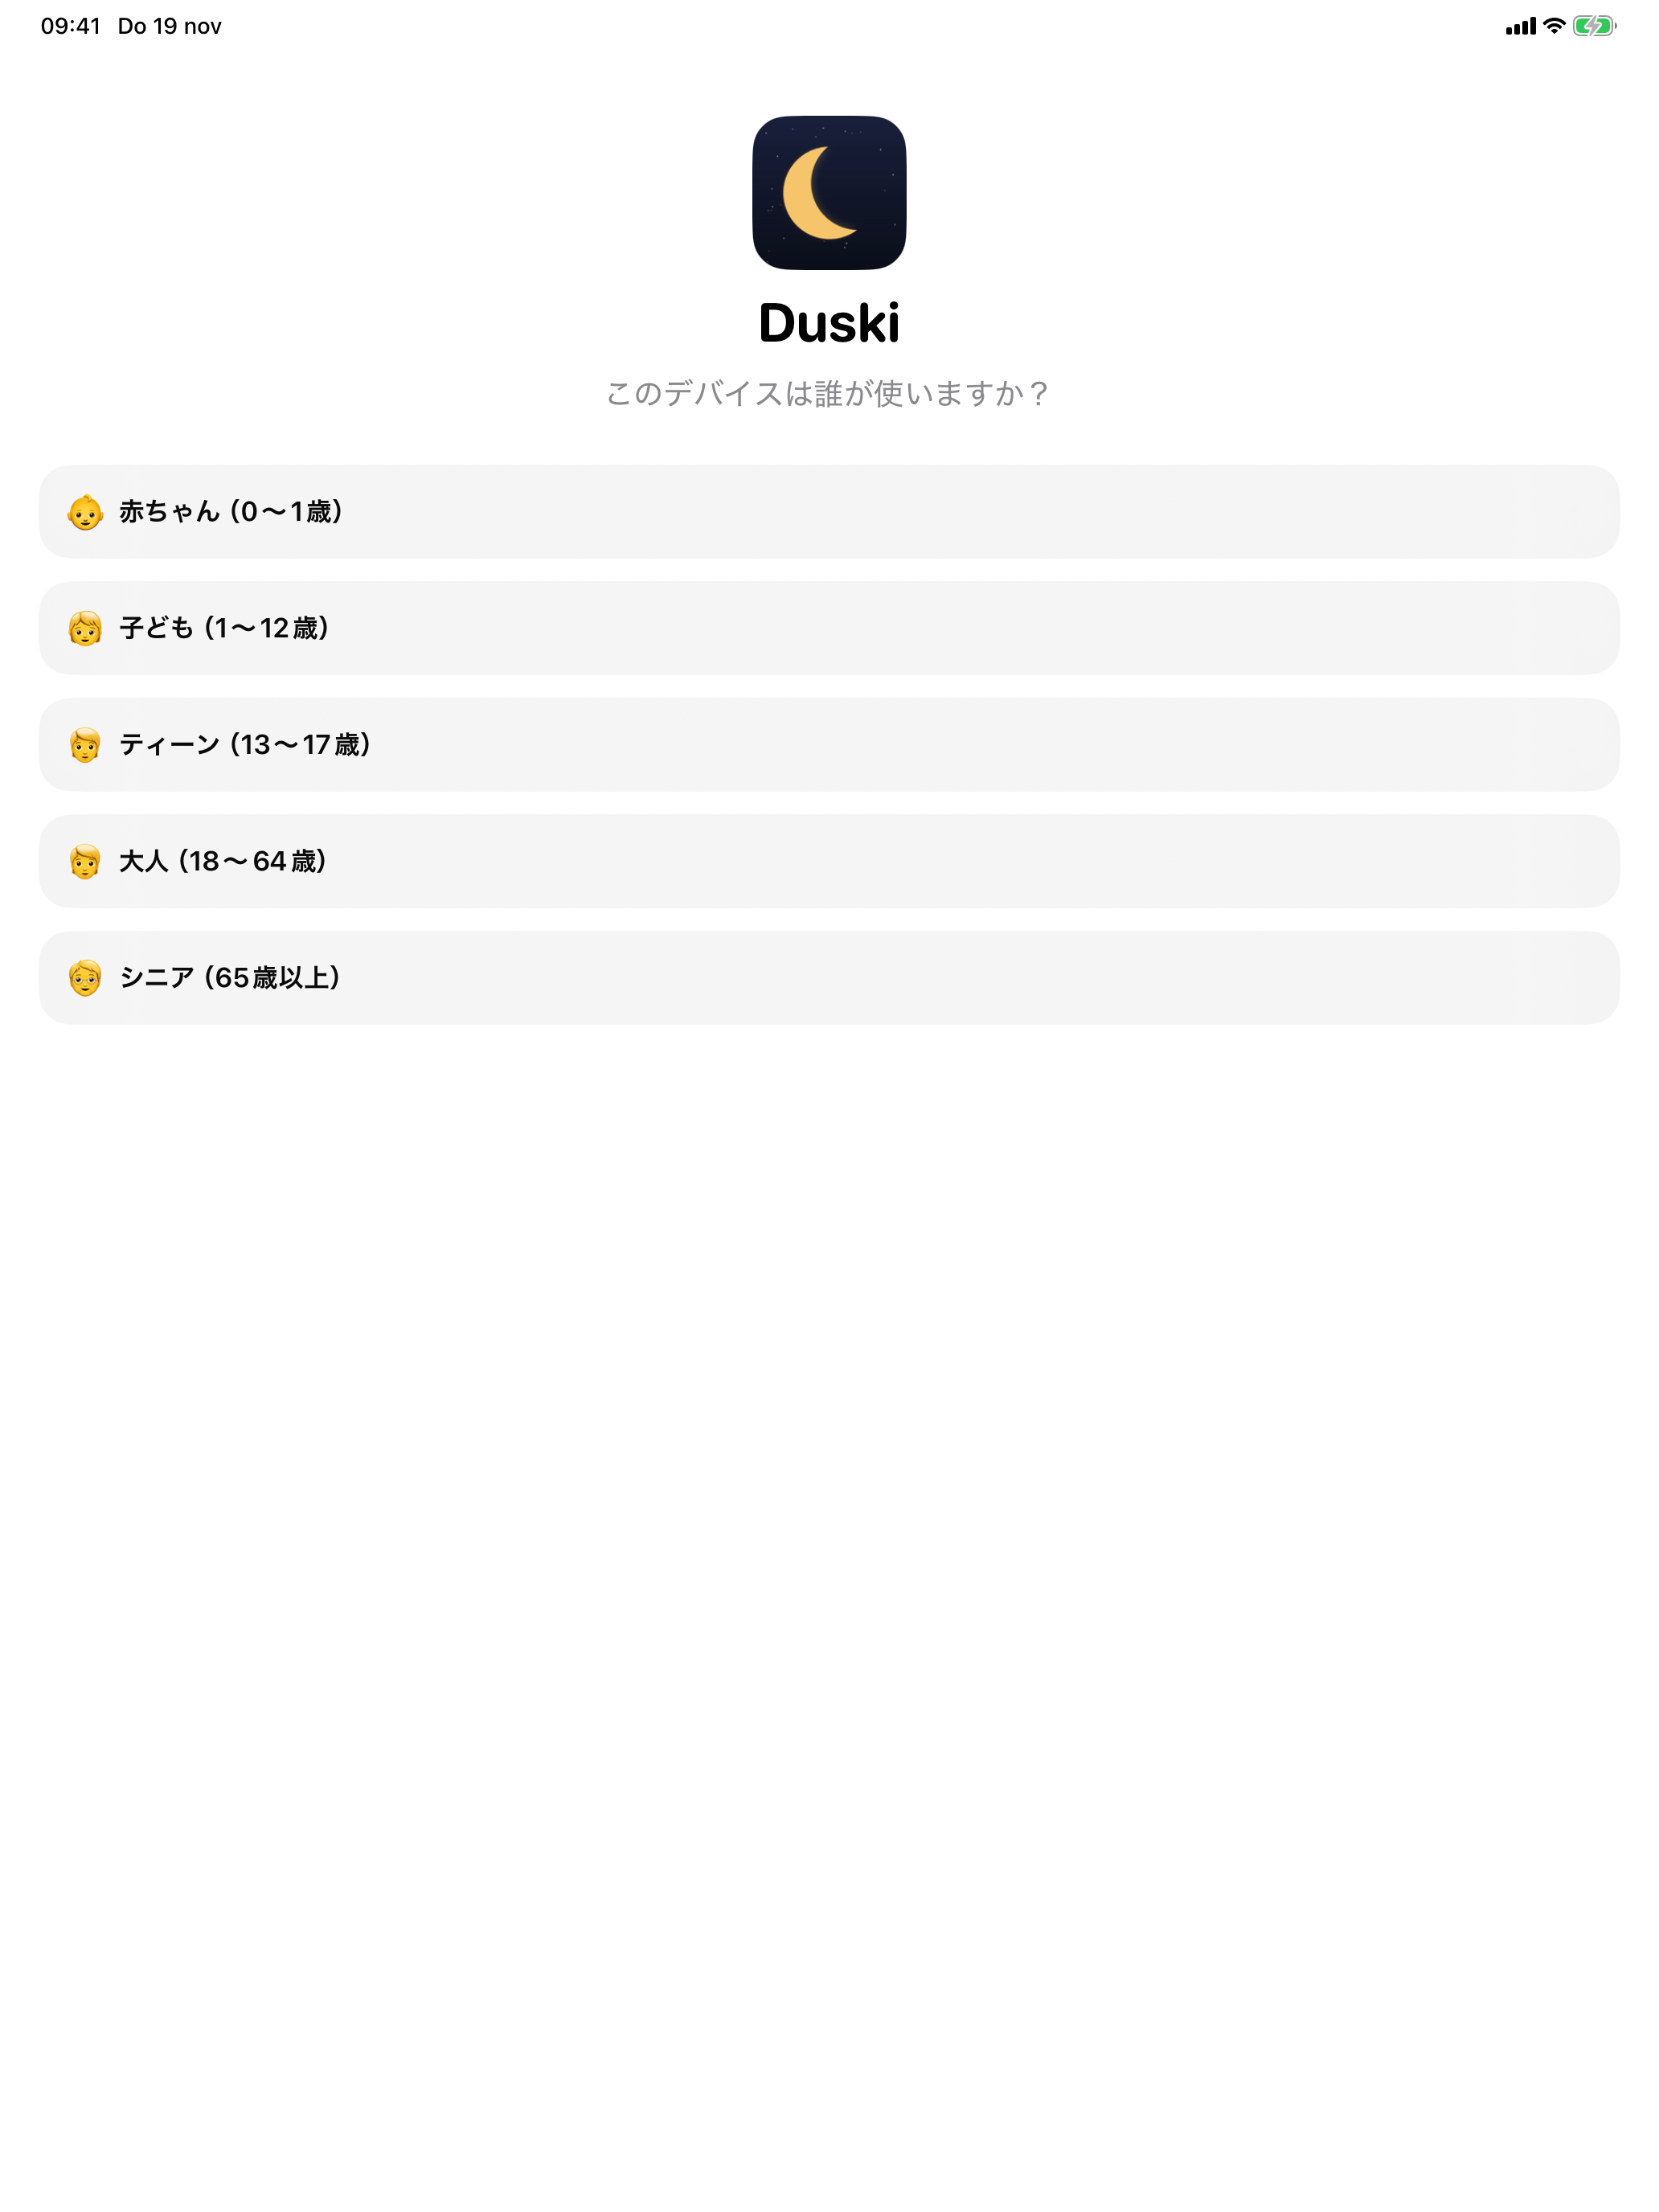 09:41 Do 19 nov
Duski
このデバイスは誰が使いますか？
赤ちゃん（0〜1歳）
子ども（1〜12歳）
ティーン（13〜17歳）
大人（18〜64歳）
シニア（65歳以上）